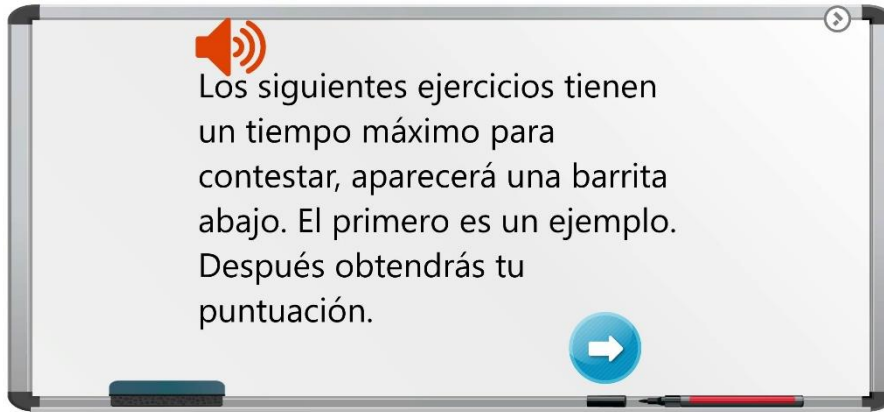 Los siguientes ejercicios tienen
un tiempo máximo para
contestar, aparecerá una barrita
abajo. El primero es un ejemplo.
Después obtendrás tu
puntuación.